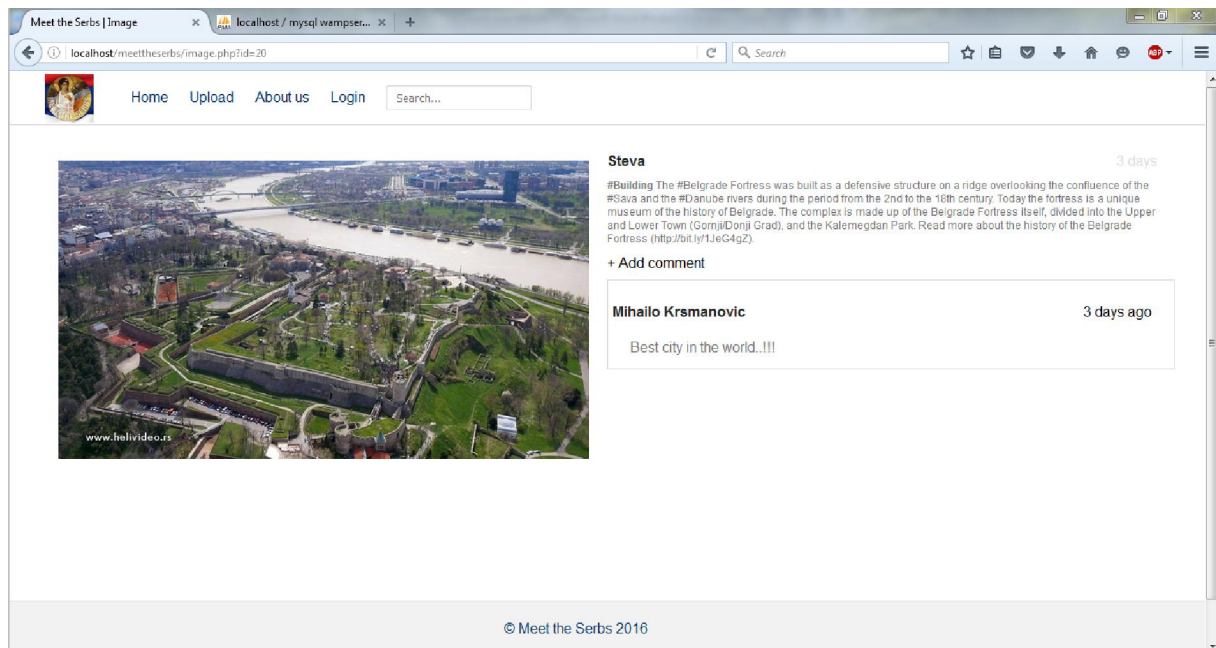 Meet the Serbs | Image
localhost / mysql wampser...
localhost/meettheserbs/image.php?id=20
Search
ABP
Home Upload About us Login Search...
Steva 3 days
#Building The #Belgrade Fortress was built as a defensive structure on a ridge overlooking the confluence of the
#Sava and the #Danube rivers during the period from the 2nd to the 18th century. Today the fortress is a unique
museum of the history of Belgrade. The complex is made up of the Belgrade Fortress itself, divided into the Upper
and Lower Town (Gornji/Donji Grad), and the Kalemegdan Park. Read more about the history of the Belgrade
Fortress (http://bit.ly/1JeG4gZ).
+ Add comment
Mihailo Krsmanovic 3 days ago
Best city in the world..!!!
www.helivideo.rs
© Meet the Serbs 2016